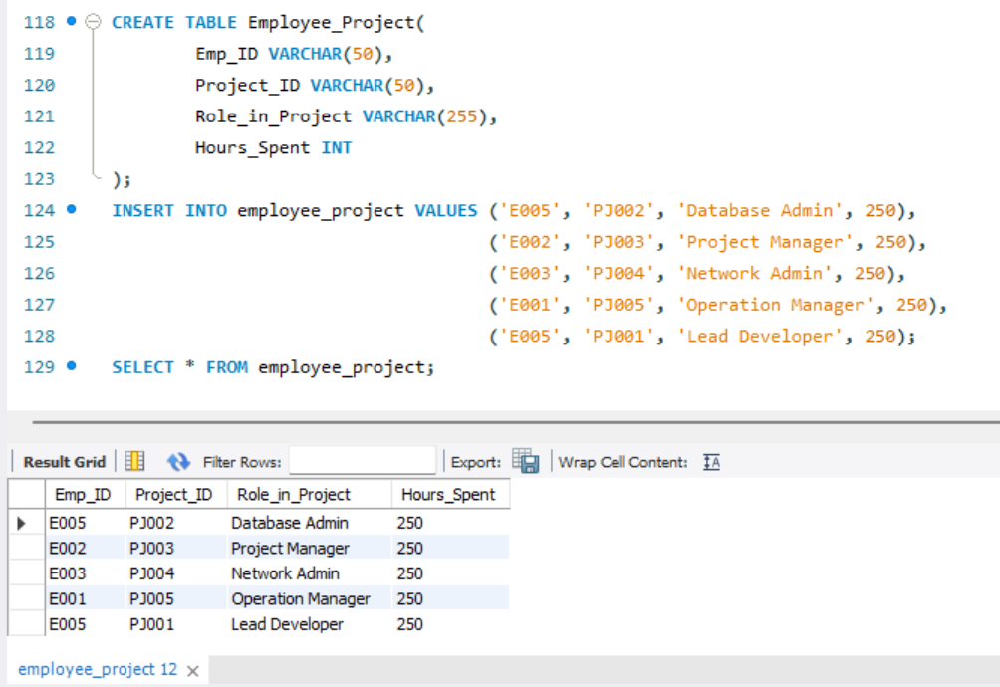 118 CREATE TABLE Employee_Project(
119 Emp_ID VARCHAR(50),
120 Project_ID VARCHAR(50),
121 Role_in_Project VARCHAR(255),
122 Hours_Spent INT
123 );
124 INSERT INTO employee_project VALUES ('E005', 'PJ002', 'Database Admin', 250),
125 ('E002', 'PJ003', 'Project Manager', 250),
126 ('E003', 'PJ004', 'Network Admin', 250),
127 ('E001', 'PJ005', 'Operation Manager', 250),
128 ('E005', 'PJ001', 'Lead Developer', 250);
129 SELECT * FROM employee_project;
Result Grid Filter Rows: Export: Wrap Cell Content: IA
Emp_ID Project_ID Role_in_Project Hours_Spent
E005 PJ002 Database Admin 250
E002 PJ003 Project Manager 250
E003 PJ004 Network Admin 250
E001 PJ005 Operation Manager 250
E005 PJ001 Lead Developer 250
employee_project 12